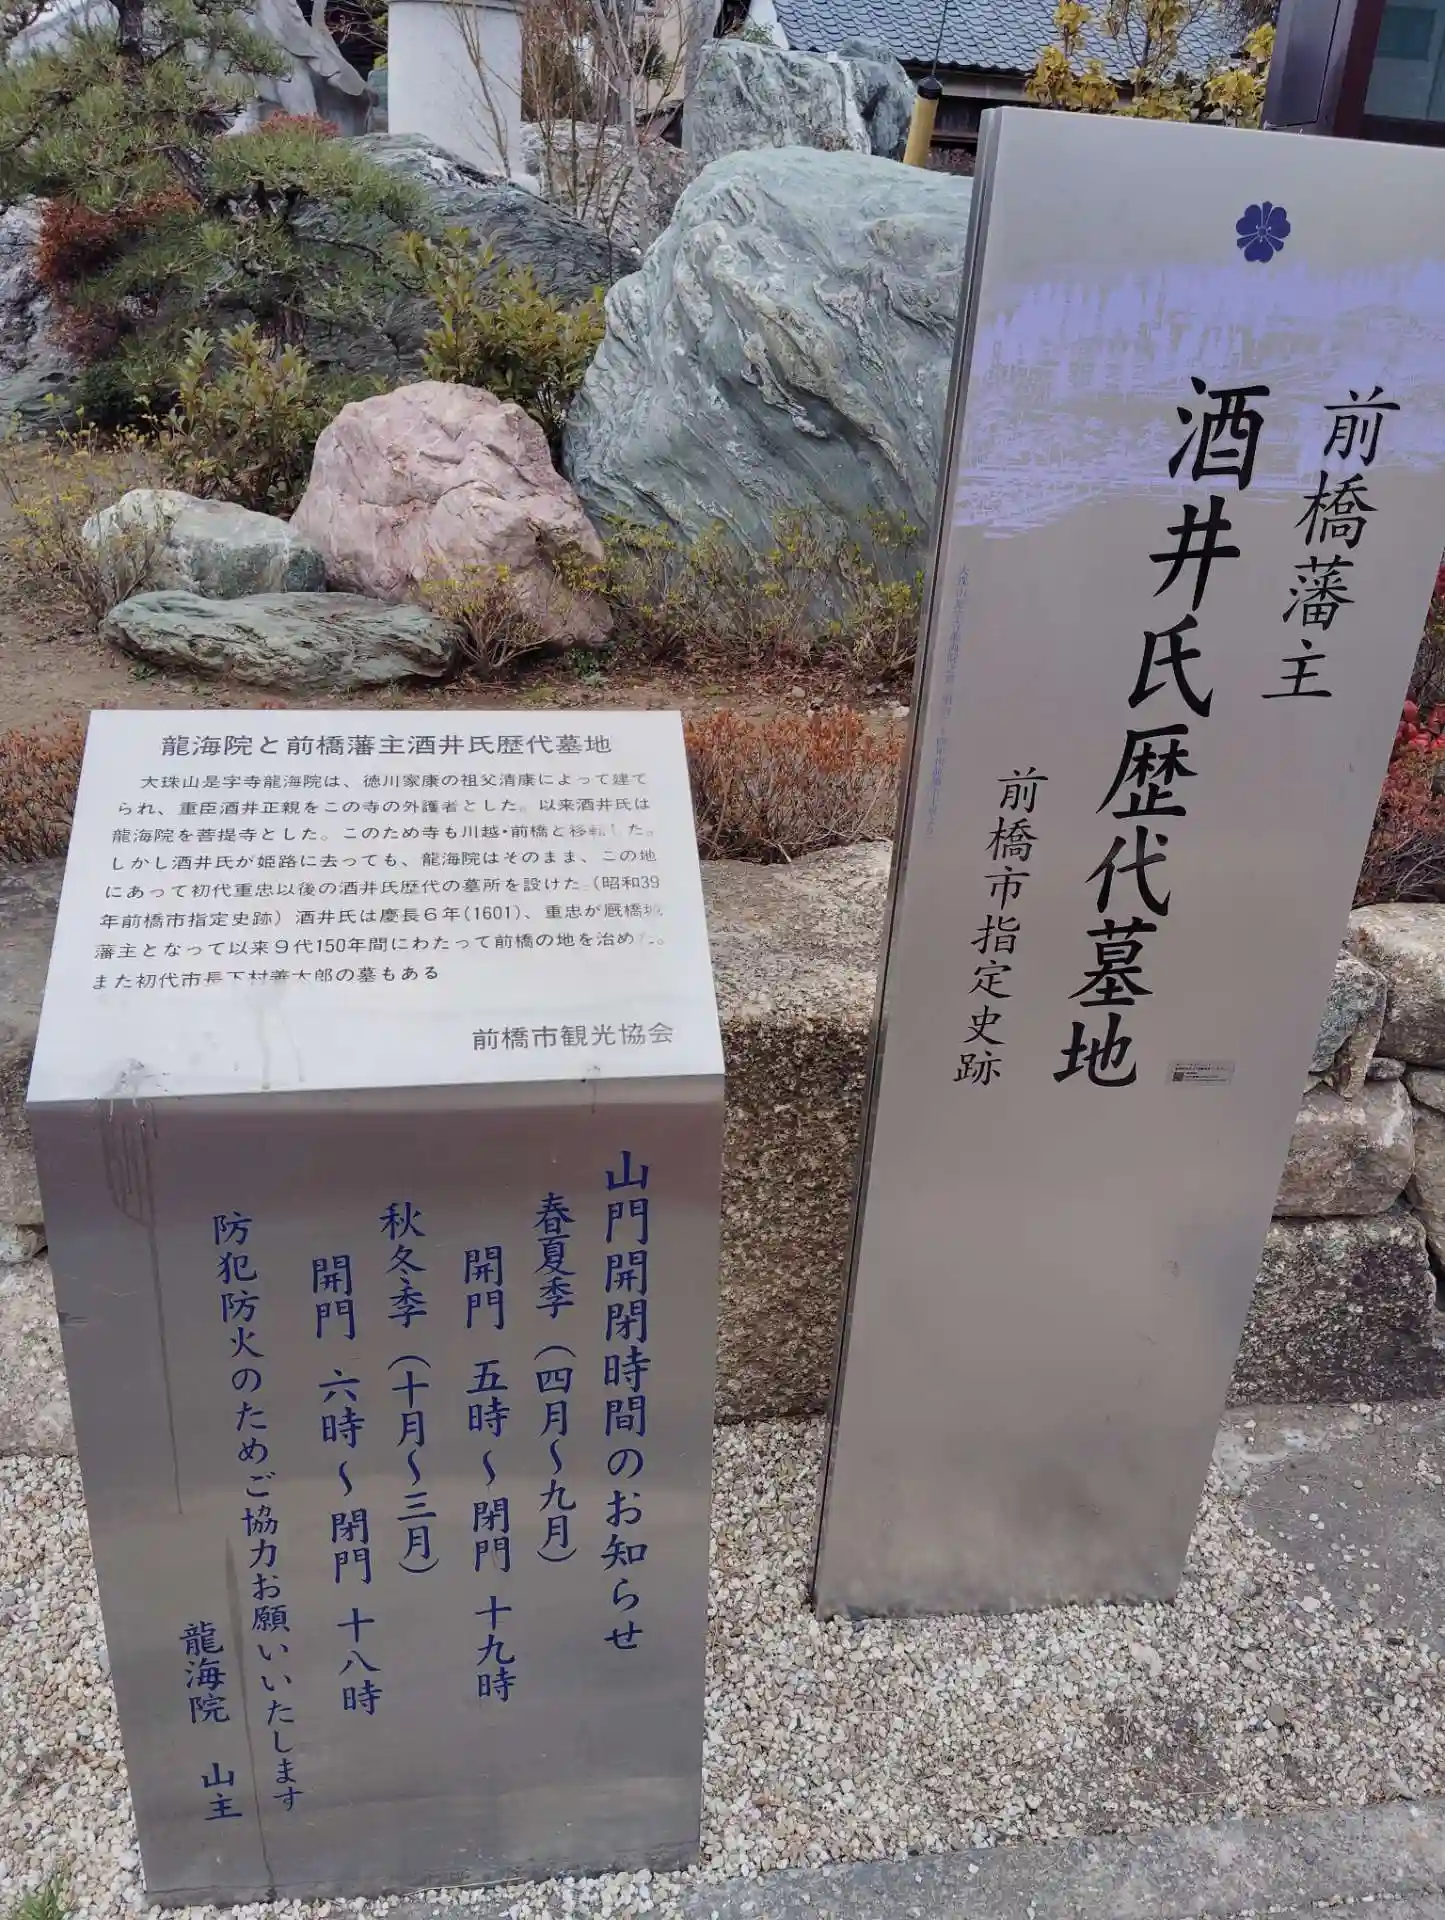 龍海院と前橋藩主酒井氏歴代墓地
大珠山是字寺龍海院は、徳川家康の祖父清康によって建て
られ、重臣酒井正親をこの寺の外護者とした。以来酒井氏は
龍海院を菩提寺とした。このため寺も川越・前橋と移転した。
しかし酒井氏が姫路に去っても、龍海院はそのまま、この地
にあって初代重忠以後の酒井氏歴代の墓所を設けた(昭和39
年前橋市指定史跡)酒井氏は慶長6年(1601)、重忠が厩橋城
藩主となって以来9代150年間にわたって前橋の地を治めた。
また初代市長下村善太郎の墓もある
前橋市観光協会
山門開閉時間のお知らせ
春夏季(四月〜九月)
開門 五時〜閉門 十九時
秋冬季(十月〜三月)
開門 六時〜閉門 十八時
防犯防火のためご協力お願いいたします
龍海院 山主
前橋藩主
酒井氏歴代墓地
前橋市指定史跡